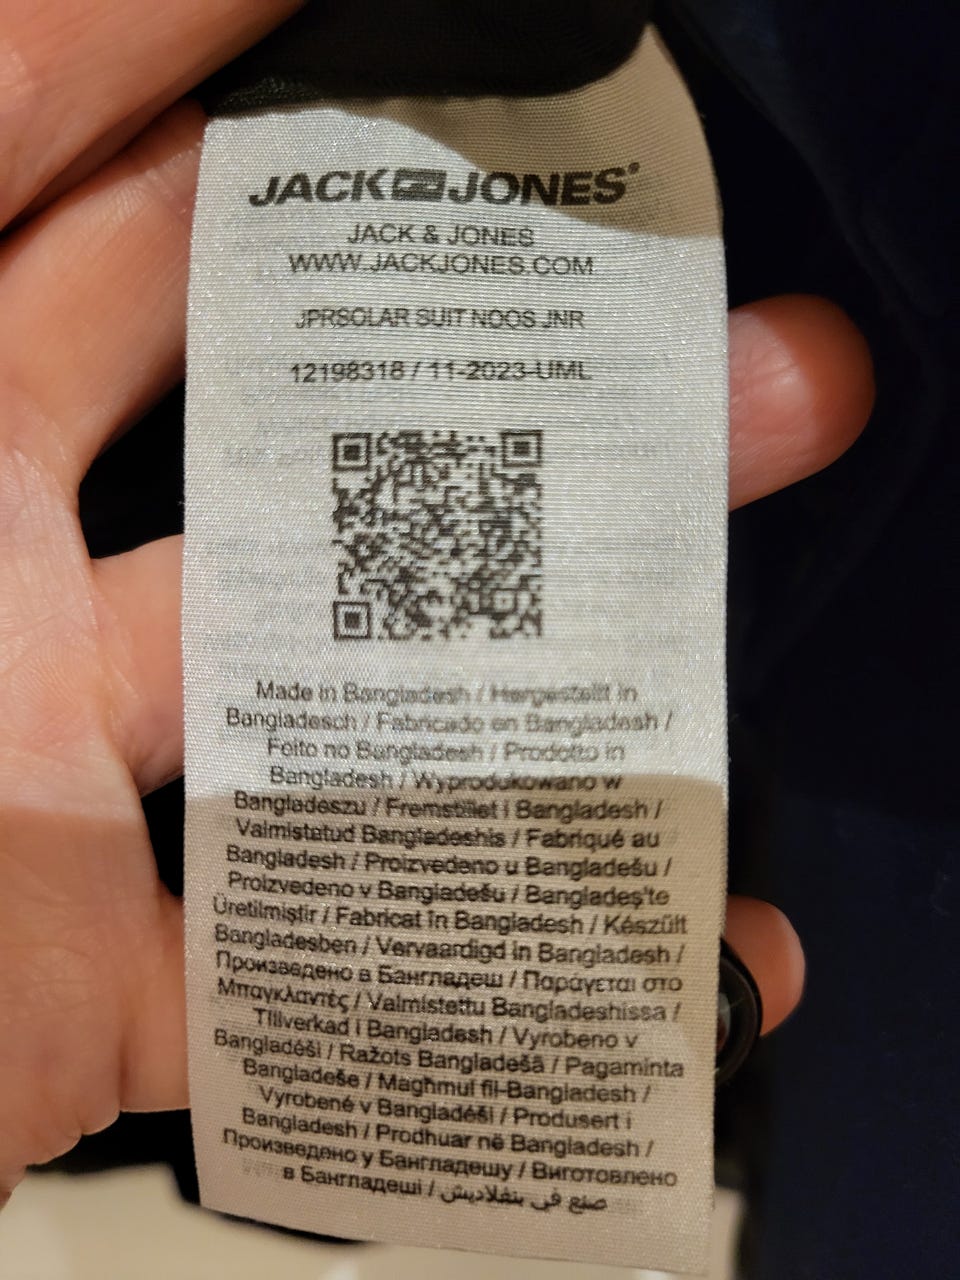 JACK JONES®
JACK & JONES
WWW.JACKJONES.COM
JPRSOLAR SUIT NOOS JNR
12198318 / 11-2023-UML
Made in Bangladesh / Hergestellt in
Bangladesch / Fabricado en Bangladesh /
Feito no Bangladesh / Prodotto in
Bangladesh / Wyprodukowano w
Bangladeszu / Fremstillet i Bangladesh /
Valmistatud Bangladeshis / Fabriqué au
Bangladesh / Proizvedeno u Bangladešu /
Proizvedeno v Bangladešu / Bangladeş'te
Üretilmiştir / Fabricat în Bangladesh / Készült
Bangladesben / Vervaardigd in Bangladesh /
Произведено в Бангладеш / Παράγεται στο
Μπαγκλαντές / Valmistettu Bangladeshissa /
Tillverkad i Bangladesh / Vyrobeno v
Bangladéši / Ražots Bangladešā / Pagaminta
Bangladeše / Magħmul fil-Bangladesh /
Vyrobené v Bangladéši / Produsert i
Bangladesh / Prodhuar në Bangladesh /
Произведено у Бангладешу / Виготовлено
в Бангладеші / صنع في بنغلاديش